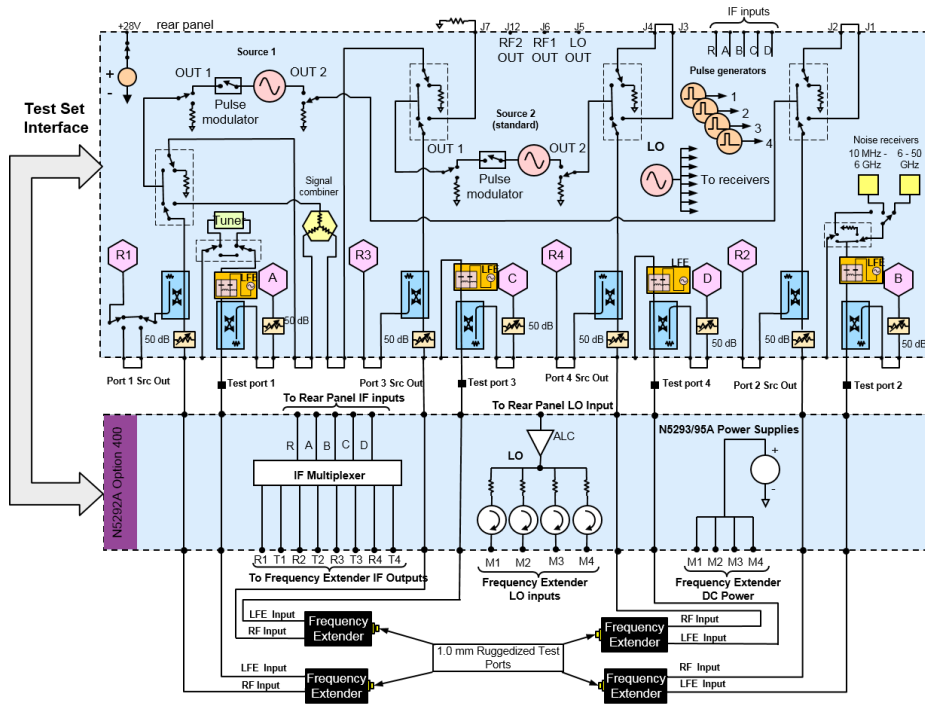 +28V
rear panel
J7
J12
J6
J5
J4
J3
J2
J1
RF2 OUT
RF1 OUT
LO OUT
IF inputs
R
A
B
C
D
Source 1
OUT 1
OUT 2
Pulse modulator
+
-
Source 2 (standard)
OUT 1
OUT 2
Pulse modulator
Pulse generators
1
2
3
4
LO
To receivers
Noise receivers
10 MHz - 6 GHz
6 - 50 GHz
Test Set Interface
Signal combiner
Tune
R1
A
R3
C
R4
D
R2
B
LFE
LFE
LFE
LFE
50 dB
50 dB
50 dB
50 dB
50 dB
50 dB
50 dB
50 dB
Port 1 Src Out
Test port 1
Port 3 Src Out
Test port 3
Port 4 Src Out
Test port 4
Port 2 Src Out
Test port 2
N5292A Option 400
To Rear Panel IF inputs
R
A
B
C
D
IF Multiplexer
R1
T1
R2
T2
R3
T3
R4
T4
To Frequency Extender IF Outputs
To Rear Panel LO Input
ALC
LO
M1
M2
M3
M4
Frequency Extender
LO inputs
N5293/95A Power Supplies
+
-
M1
M2
M3
M4
Frequency Extender
DC Power
LFE Input
RF Input
Frequency Extender
RF Input
LFE Input
Frequency Extender
1.0 mm Ruggedized Test Ports
LFE Input
RF Input
Frequency Extender
RF Input
LFE Input
Frequency Extender